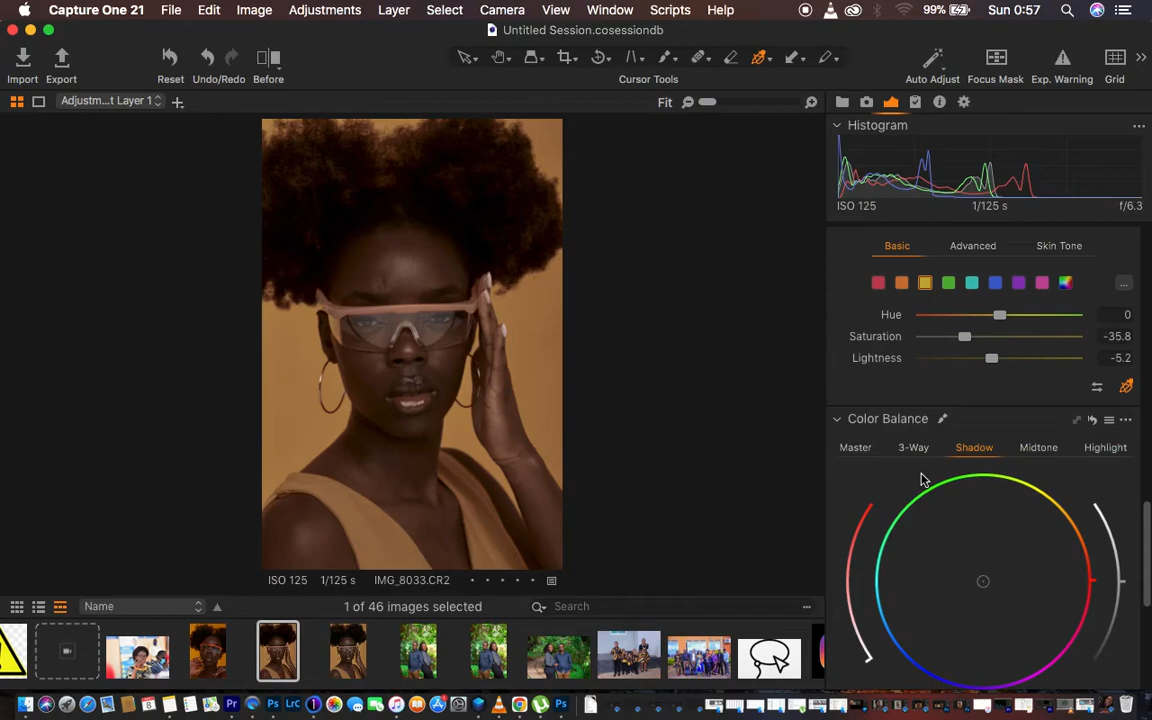 Capture One 21 File Edit Image Adjustments Layer Select Camera View Window Scripts Help 99% Sun 0:57
Untitled Session.cosessiondb
Import Export Reset Undo/Redo Before Cursor Tools Auto Adjust Focus Mask Exp. Warning Grid
Adjustm...t Layer 1 Fit
Histogram
ISO 125 1/125 s f/6.3
Basic Advanced Skin Tone
Hue 0
Saturation -35.8
Lightness -5.2
Color Balance
Master 3-Way Shadow Midtone Highlight
ISO 125 1/125 s IMG_8033.CR2
Name 1 of 46 images selected Search
Pr Ps Lrc Ps